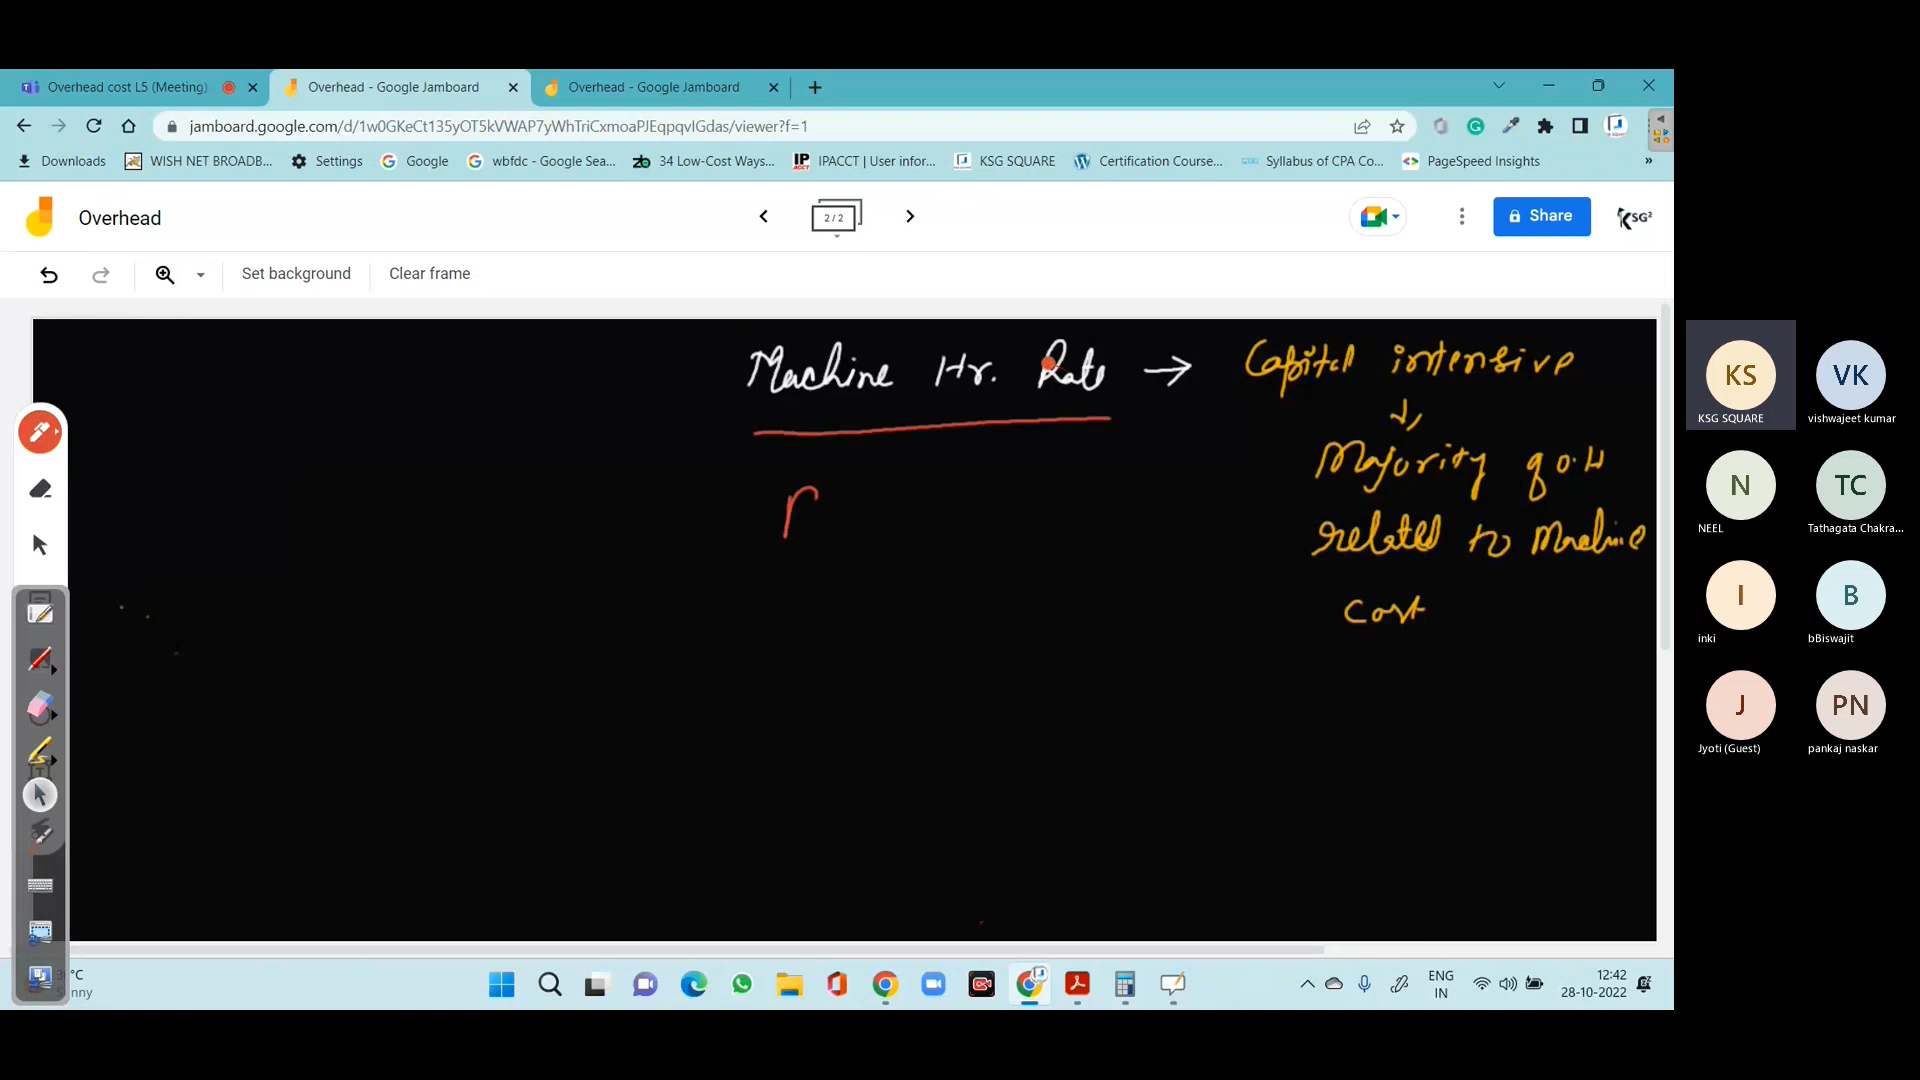 Overhead cost L5 (Meeting)
Overhead - Google Jamboard
Overhead - Google Jamboard
jamboard.google.com/d/1w0GKeCt135yOT5kVWAP7yWhTriCxmoaPJEqpqvIGdas/viewer?f=1
Downloads
WISH NET BROADB...
Settings
Google
wbfdc - Google Sea...
34 Low-Cost Ways...
IPACCT | User infor...
KSG SQUARE
Certification Course...
Syllabus of CPA Co...
PageSpeed Insights
»
Overhead
2 / 2
Share
KSG²
Set background
Clear frame
Machine Hr. Rate → Capital intensive
Majority of O.H
related to Machine
Cost
r
KS
KSG SQUARE
VK
vishwajeet kumar
N
NEEL
TC
Tathagata Chakra...
I
inki
B
bBiswajit
J
Jyoti (Guest)
PN
pankaj naskar
°C
nny
ENG
IN
12:42
28-10-2022